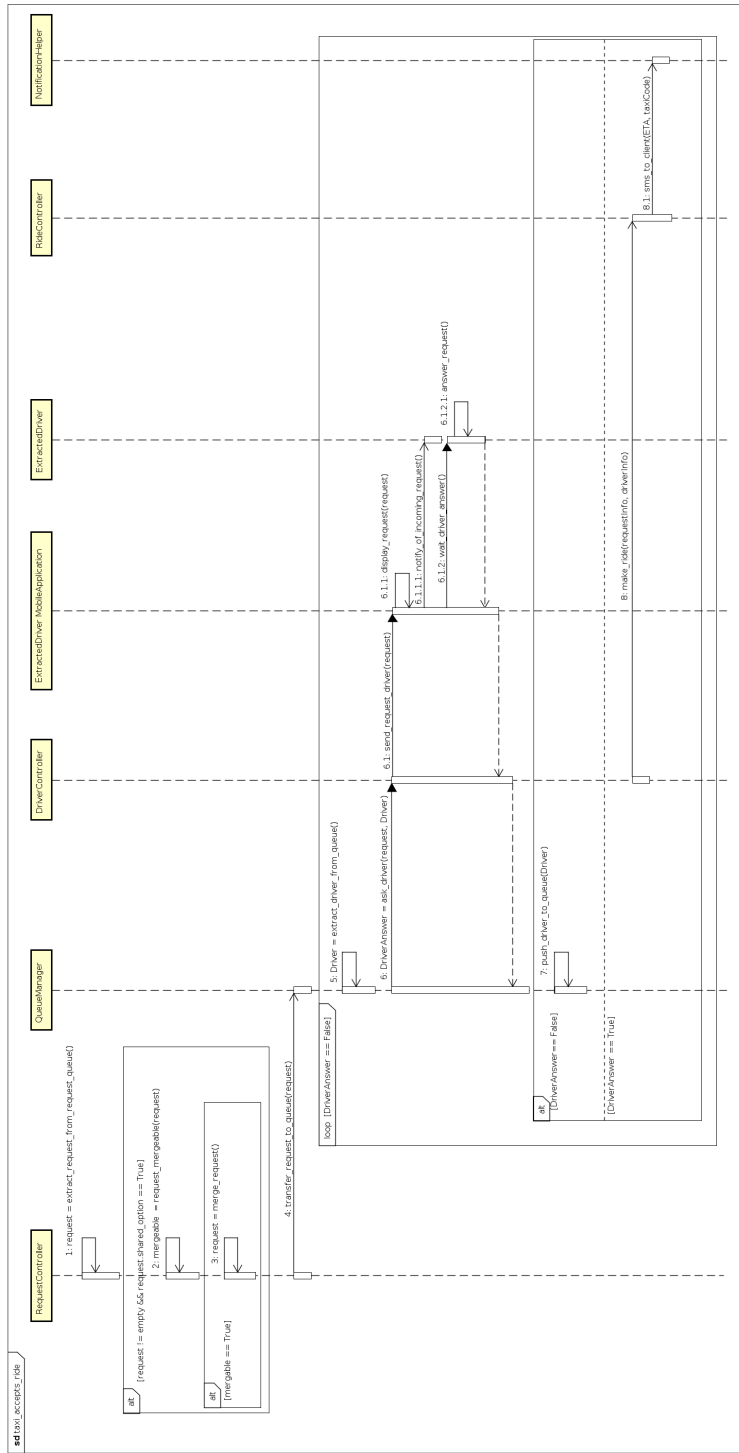 sd taxi_accepts_ride
RequestController
QueueManager
DriverController
ExtractedDriver MobileApplication
ExtractedDriver
RideController
NotificationHelper
1: request = extract_request_from_request_queue()
alt
[request != empty && request.shared_option == True]
2: mergeable = request_mergeable(request)
alt
[mergable == True]
3: request = merge_request()
4: transfer_request_to_queue(request)
loop [DriverAnswer == False]
5: Driver = extract_driver_from_queue()
6: DriverAnswer = ask_driver(request, Driver)
6.1: send_request_driver(request)
6.1.1: display_request(request)
6.1.1.1: notify_of_incoming_request()
6.1.2: wait_driver_answer()
6.1.2.1: answer_request()
alt
[DriverAnswer== False]
7: push_driver_to_queue(Driver)
[DriverAnswer == True]
8: make_ride(requestInfo, driverInfo)
8.1: sms_to_client(ETA, taxiCode)